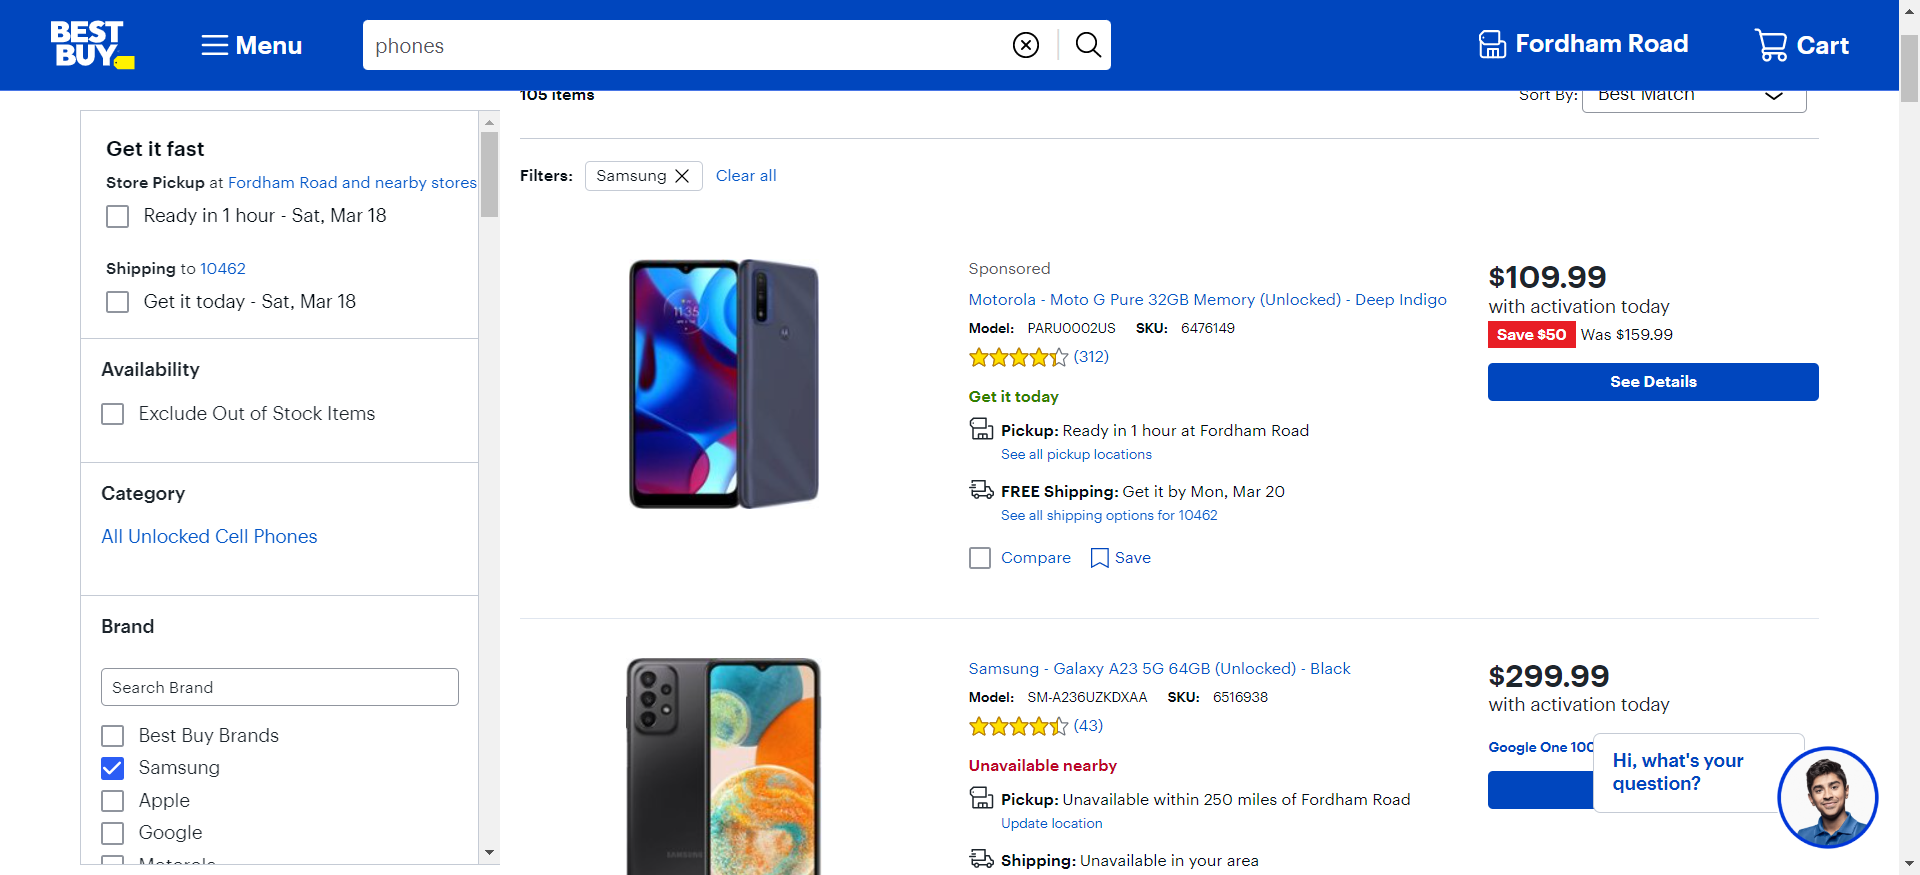 BEST BUY
Menu
phones
Fordham Road
Cart
105 items
Sort By: Best Match
Get it fast
Store Pickup at Fordham Road and nearby stores
Ready in 1 hour - Sat, Mar 18
Shipping to 10462
Get it today - Sat, Mar 18
Availability
Exclude Out of Stock Items
Category
All Unlocked Cell Phones
Brand
Search Brand
Best Buy Brands
Samsung
Apple
Google
Motorola
Filters: Samsung Clear all
11:35
Sponsored
Motorola - Moto G Pure 32GB Memory (Unlocked) - Deep Indigo
Model: PARU0002US SKU: 6476149
(312)
Get it today
Pickup: Ready in 1 hour at Fordham Road
See all pickup locations
FREE Shipping: Get it by Mon, Mar 20
See all shipping options for 10462
Compare Save
$109.99
with activation today
Save $50 Was $159.99
See Details
SAMSUNG
Samsung - Galaxy A23 5G 64GB (Unlocked) - Black
Model: SM-A236UZKDXAA SKU: 6516938
(43)
Unavailable nearby
Pickup: Unavailable within 250 miles of Fordham Road
Update location
Shipping: Unavailable in your area
$299.99
with activation today
Google One 100
Hi, what's your
question?